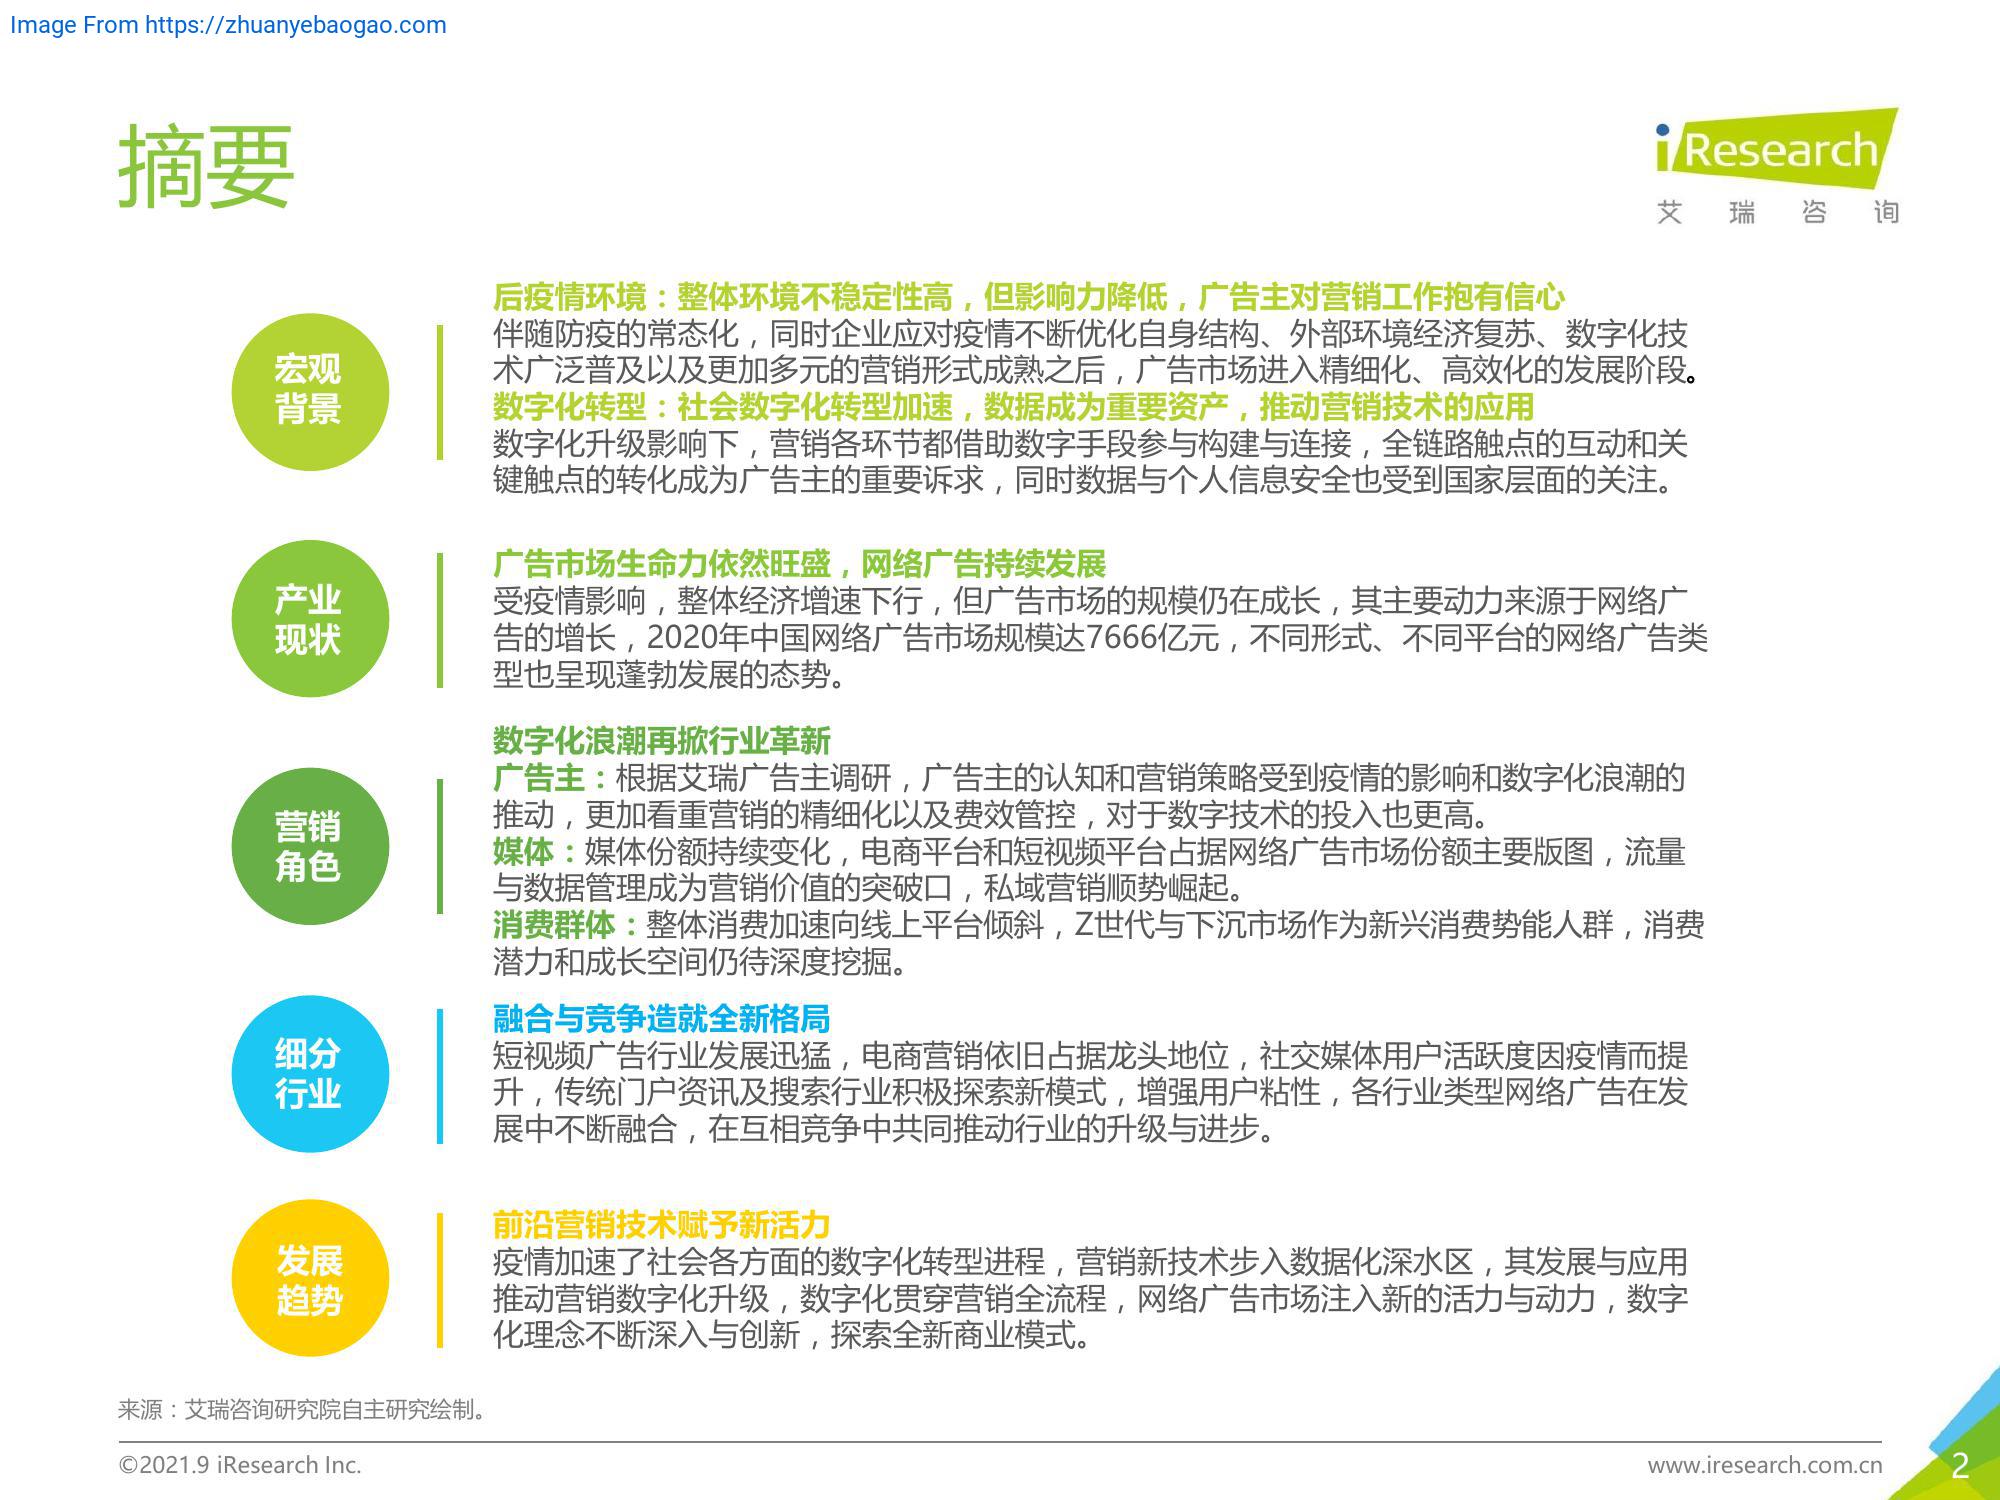 Image From https://zhuanyebaogao.com
摘要
iResearch
艾瑞咨询
宏观
背景
后疫情环境：整体环境不稳定性高，但影响力降低，广告主对营销工作抱有信心
伴随防疫的常态化，同时企业应对疫情不断优化自身结构、外部环境经济复苏、数字化技
术广泛普及以及更加多元的营销形式成熟之后，广告市场进入精细化、高效化的发展阶段。
数字化转型：社会数字化转型加速，数据成为重要资产，推动营销技术的应用
数字化升级影响下，营销各环节都借助数字手段参与构建与连接，全链路触点的互动和关
键触点的转化成为广告主的重要诉求，同时数据与个人信息安全也受到国家层面的关注。
产业
现状
广告市场生命力依然旺盛，网络广告持续发展
受疫情影响，整体经济增速下行，但广告市场的规模仍在成长，其主要动力来源于网络广
告的增长，2020年中国网络广告市场规模达7666亿元，不同形式、不同平台的网络广告类
型也呈现蓬勃发展的态势。
营销
角色
数字化浪潮再掀行业革新
广告主：根据艾瑞广告主调研，广告主的认知和营销策略受到疫情的影响和数字化浪潮的
推动，更加看重营销的精细化以及费效管控，对于数字技术的投入也更高。
媒体：媒体份额持续变化，电商平台和短视频平台占据网络广告市场份额主要版图，流量
与数据管理成为营销价值的突破口，私域营销顺势崛起。
消费群体：整体消费加速向线上平台倾斜，Z世代与下沉市场作为新兴消费势能人群，消费
潜力和成长空间仍待深度挖掘。
细分
行业
融合与竞争造就全新格局
短视频广告行业发展迅猛，电商营销依旧占据龙头地位，社交媒体用户活跃度因疫情而提
升，传统门户资讯及搜索行业积极探索新模式，增强用户粘性，各行业类型网络广告在发
展中不断融合，在互相竞争中共同推动行业的升级与进步。
发展
趋势
前沿营销技术赋予新活力
疫情加速了社会各方面的数字化转型进程，营销新技术步入数据化深水区，其发展与应用
推动营销数字化升级，数字化贯穿营销全流程，网络广告市场注入新的活力与动力，数字
化理念不断深入与创新，探索全新商业模式。
来源：艾瑞咨询研究院自主研究绘制。
©2021.9 iResearch Inc.
www.iresearch.com.cn
2